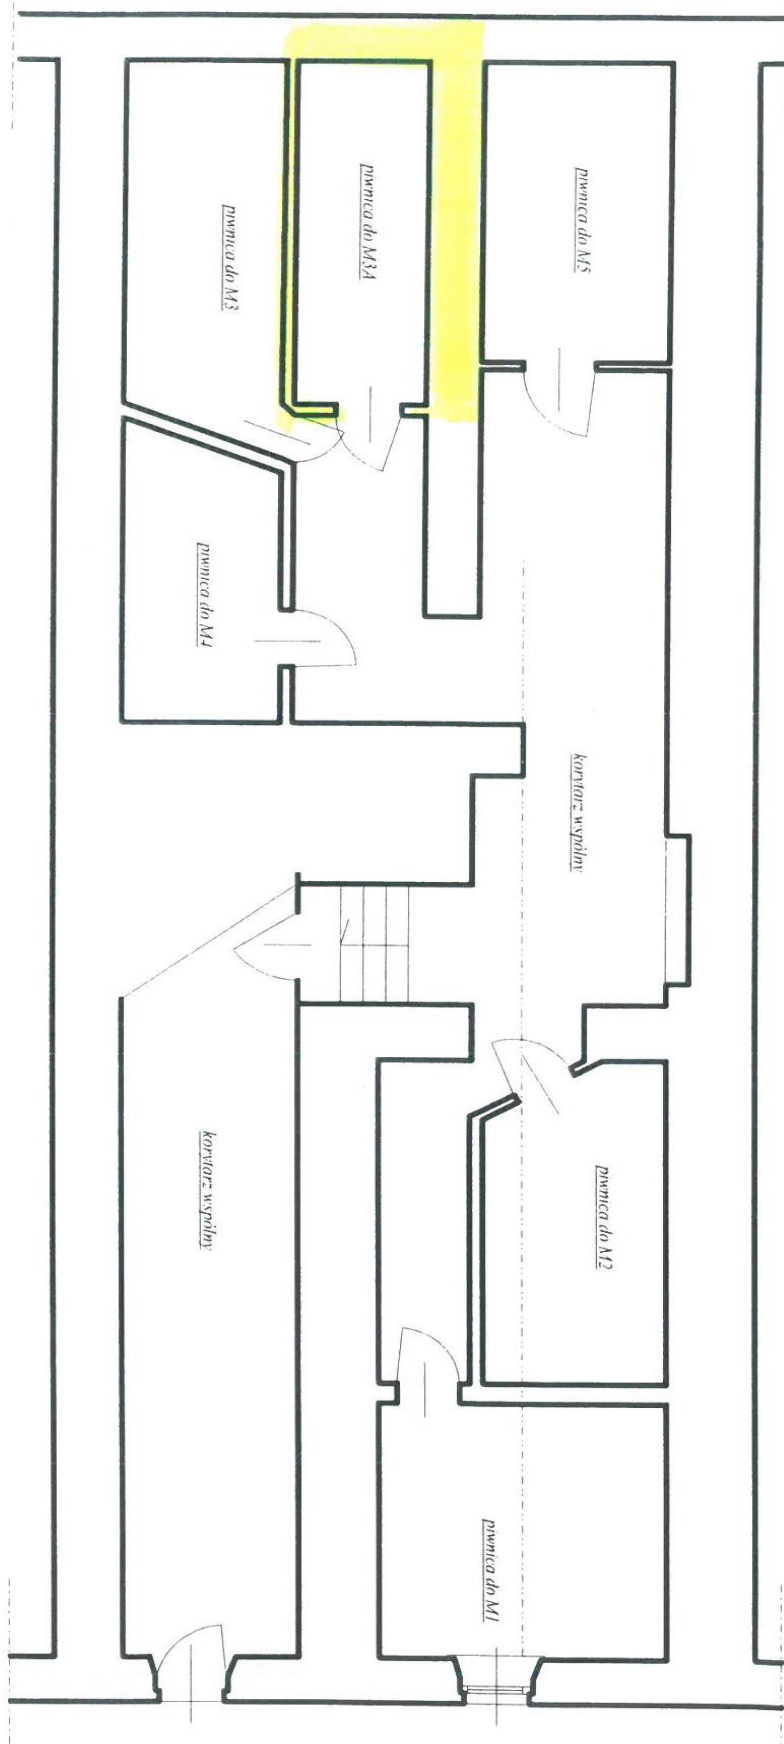 piwnica do M3
piwnica do M3A
piwnica do M5
piwnica do M4
korytarz wspólny
korytarz wspólny
piwnica do M2
piwnica do M1